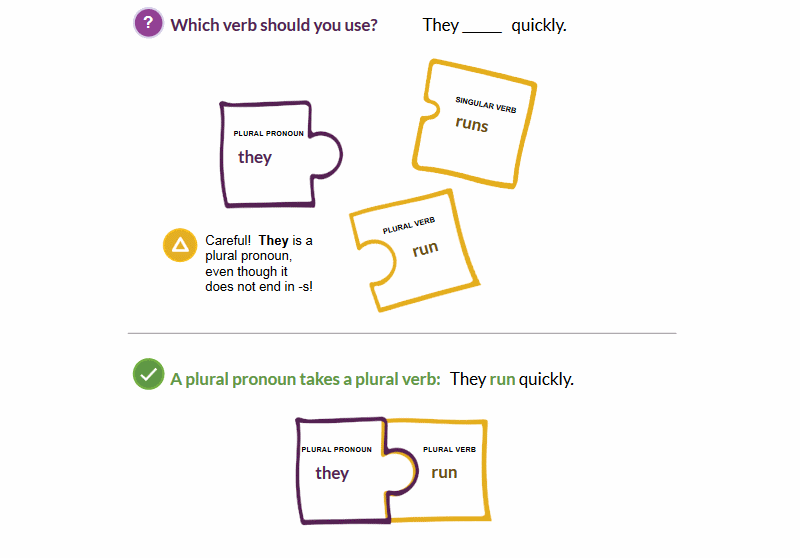 ? Which verb should you use? They _____ quickly.
SINGULAR VERB
runs
PLURAL PRONOUN
they
PLURAL VERB
run
Careful! They is a
plural pronoun,
even though it
does not end in -s!
A plural pronoun takes a plural verb: They run quickly.
PLURAL PRONOUN PLURAL VERB
they run